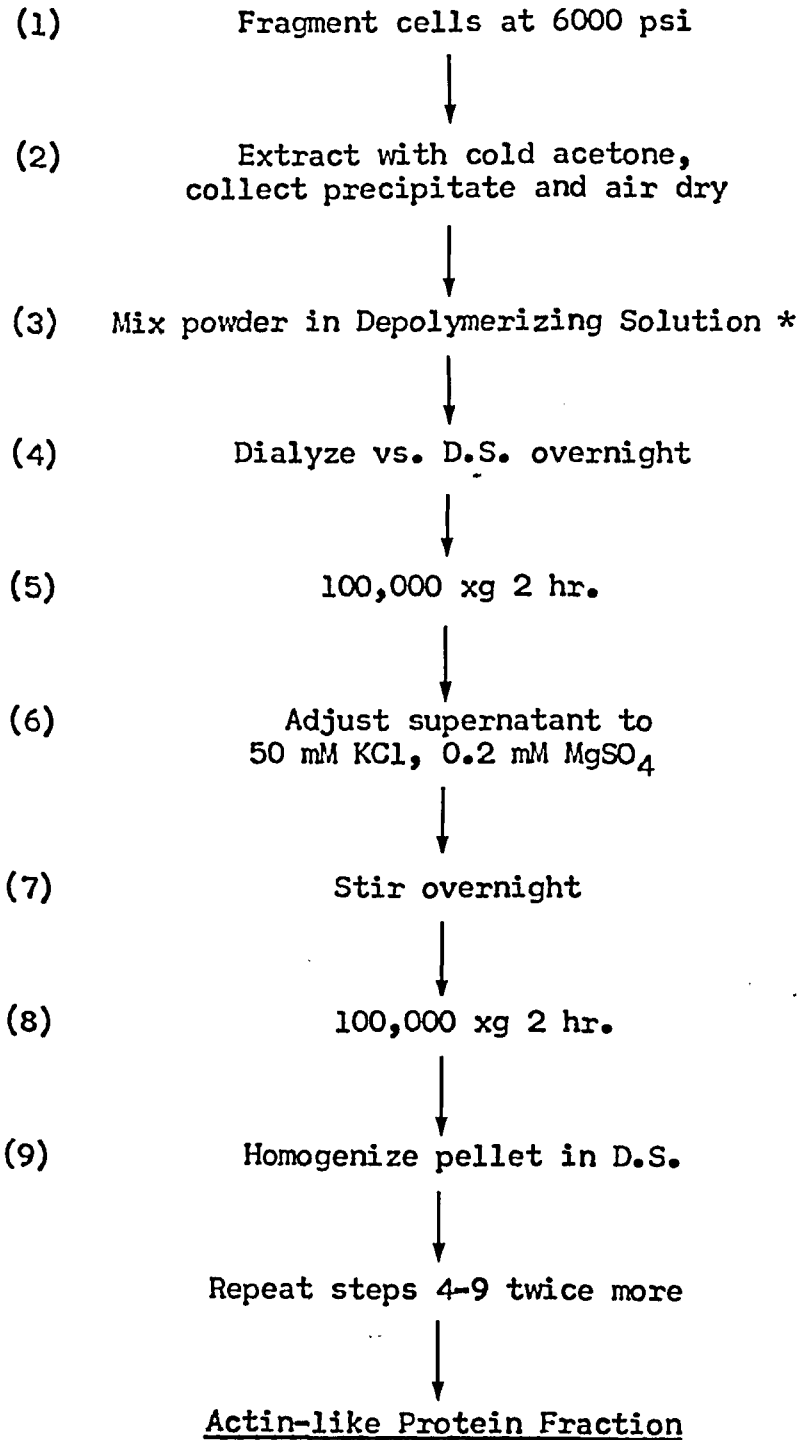 (1) Fragment cells at 6000 psi
(2) Extract with cold acetone,
collect precipitate and air dry
(3) Mix powder in Depolymerizing Solution *
(4) Dialyze vs. D.S. overnight
(5) 100,000 xg 2 hr.
(6) Adjust supernatant to
50 mM KCl, 0.2 mM MgSO4
(7) Stir overnight
(8) 100,000 xg 2 hr.
(9) Homogenize pellet in D.S.
Repeat steps 4-9 twice more
Actin-like Protein Fraction